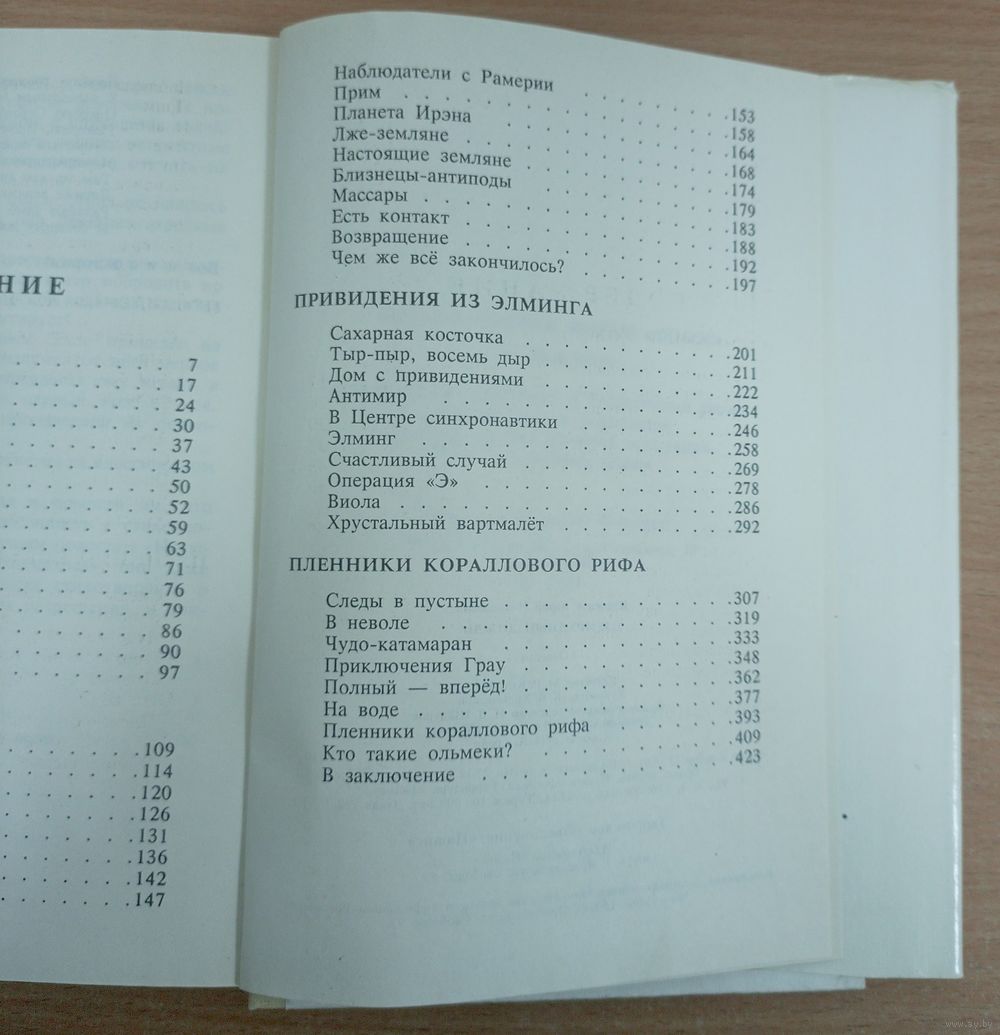 НИЕ
. . . . . . . . 7
. . . . . . . . 17
. . . . . . . . 24
. . . . . . . . 30
. . . . . . . . 37
. . . . . . . . 43
. . . . . . . . 50
. . . . . . . . 52
. . . . . . . . 59
. . . . . . . . 63
. . . . . . . . 71
. . . . . . . . 76
. . . . . . . . 79
. . . . . . . . 86
. . . . . . . . 90
. . . . . . . . 97
. . . . . . . .109
. . . . . . . .114
. . . . . . . .120
. . . . . . . .126
. . . . . . . .131
. . . . . . . .136
. . . . . . . .142
. . . . . . . .147
Наблюдатели с Рамерии . . . . . . . .153
Прим . . . . . . . . . . . . . . . .158
Планета Ирэна . . . . . . . . . . . .164
Лже-земляне . . . . . . . . . . . . .168
Настоящие земляне . . . . . . . . . .174
Близнецы-антиподы . . . . . . . . . .179
Массары . . . . . . . . . . . . . . .183
Есть контакт . . . . . . . . . . . . .188
Возвращение . . . . . . . . . . . . .192
Чем же всё закончилось? . . . . . . . .197
ПРИВИДЕНИЯ ИЗ ЭЛМИНГА
Сахарная косточка . . . . . . . . . .201
Тыр-пыр, восемь дыр . . . . . . . . .211
Дом с привидениями . . . . . . . . . .222
Антимир . . . . . . . . . . . . . . .234
В Центре синхронавтики . . . . . . . .246
Элминг . . . . . . . . . . . . . . .258
Счастливый случай . . . . . . . . . .269
Операция «Э» . . . . . . . . . . . .278
Виола . . . . . . . . . . . . . . . .286
Хрустальный вартмалёт . . . . . . . .292
ПЛЕННИКИ КОРАЛЛОВОГО РИФА
Следы в пустыне . . . . . . . . . . .307
В неволе . . . . . . . . . . . . . .319
Чудо-катамаран . . . . . . . . . . .333
Приключения Грау . . . . . . . . . .348
Полный — вперёд! . . . . . . . . . .362
На воде . . . . . . . . . . . . . . .377
Пленники кораллового рифа . . . . . .393
Кто такие ольмеки? . . . . . . . . .409
В заключение . . . . . . . . . . . .423
www.ay.by